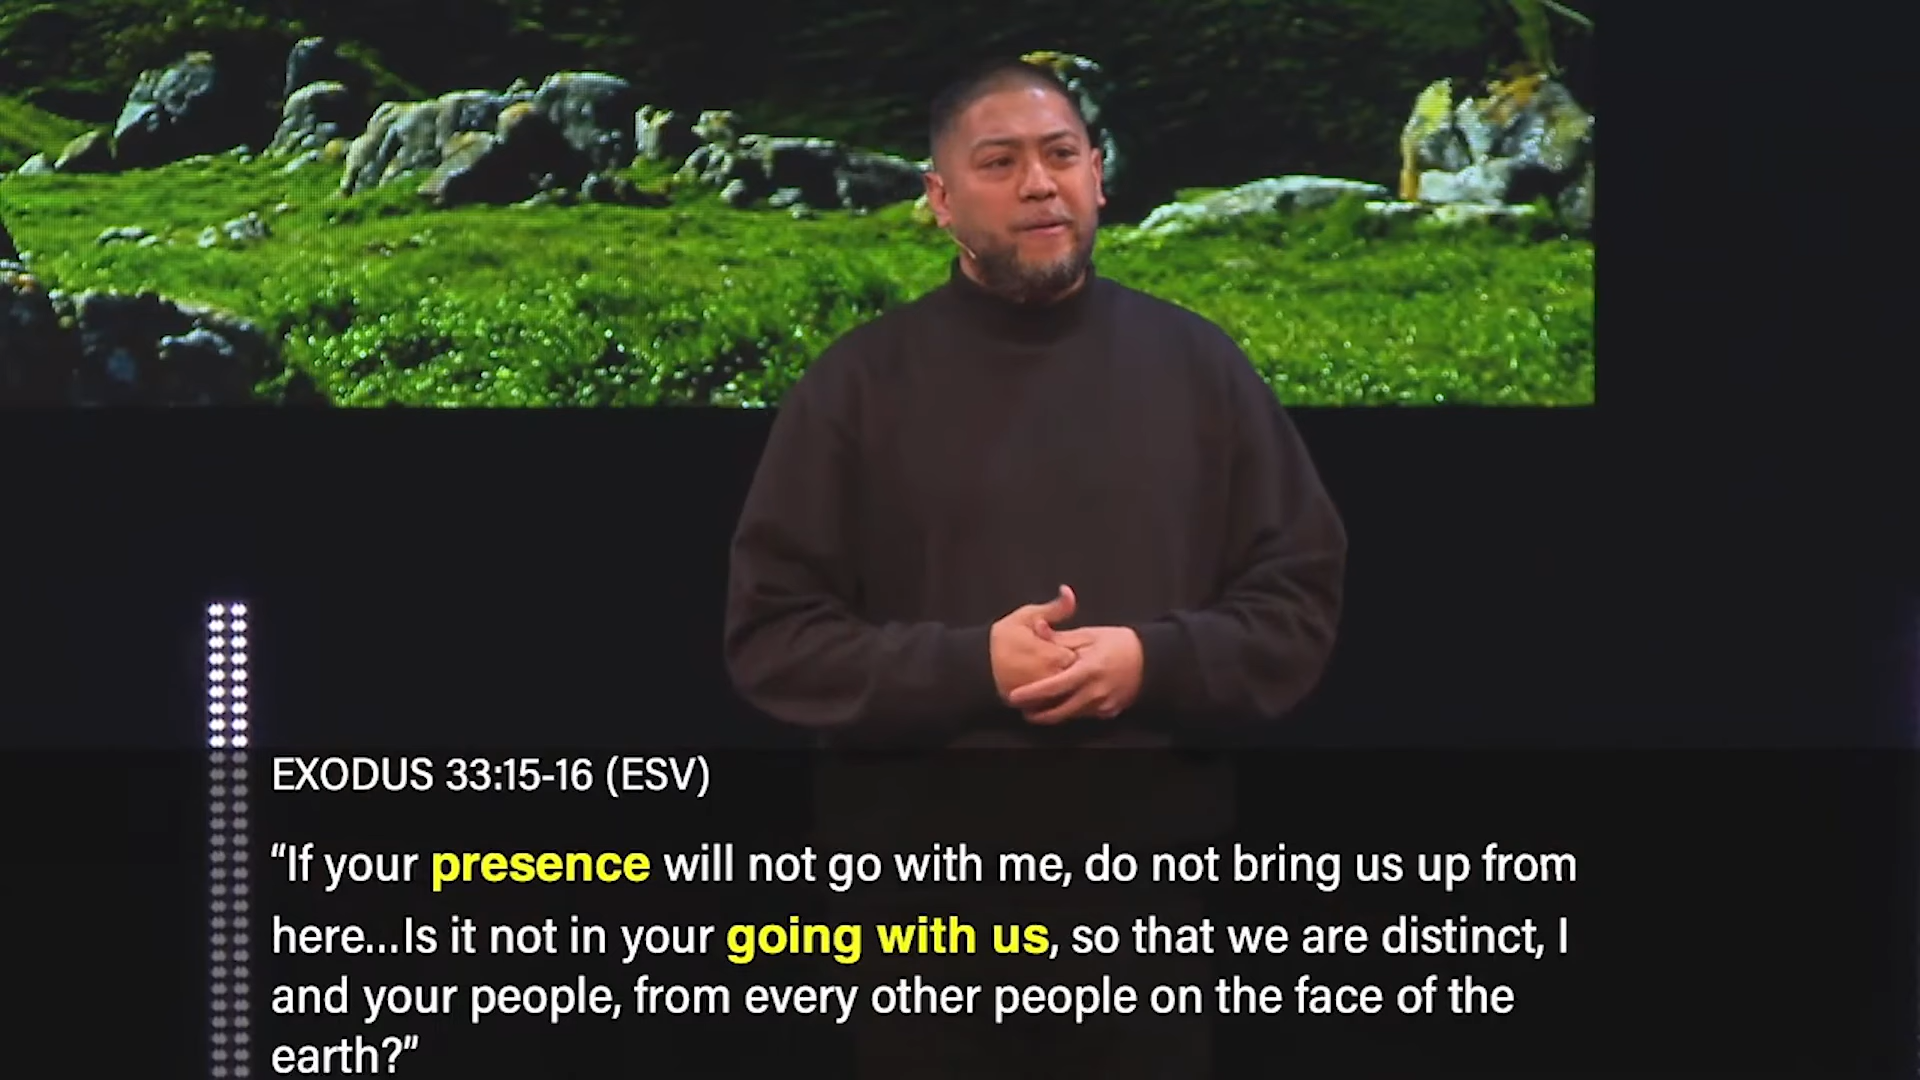 EXODUS 33:15-16 (ESV)
“If your presence will not go with me, do not bring us up from
here...Is it not in your going with us, so that we are distinct, I
and your people, from every other people on the face of the
earth?”